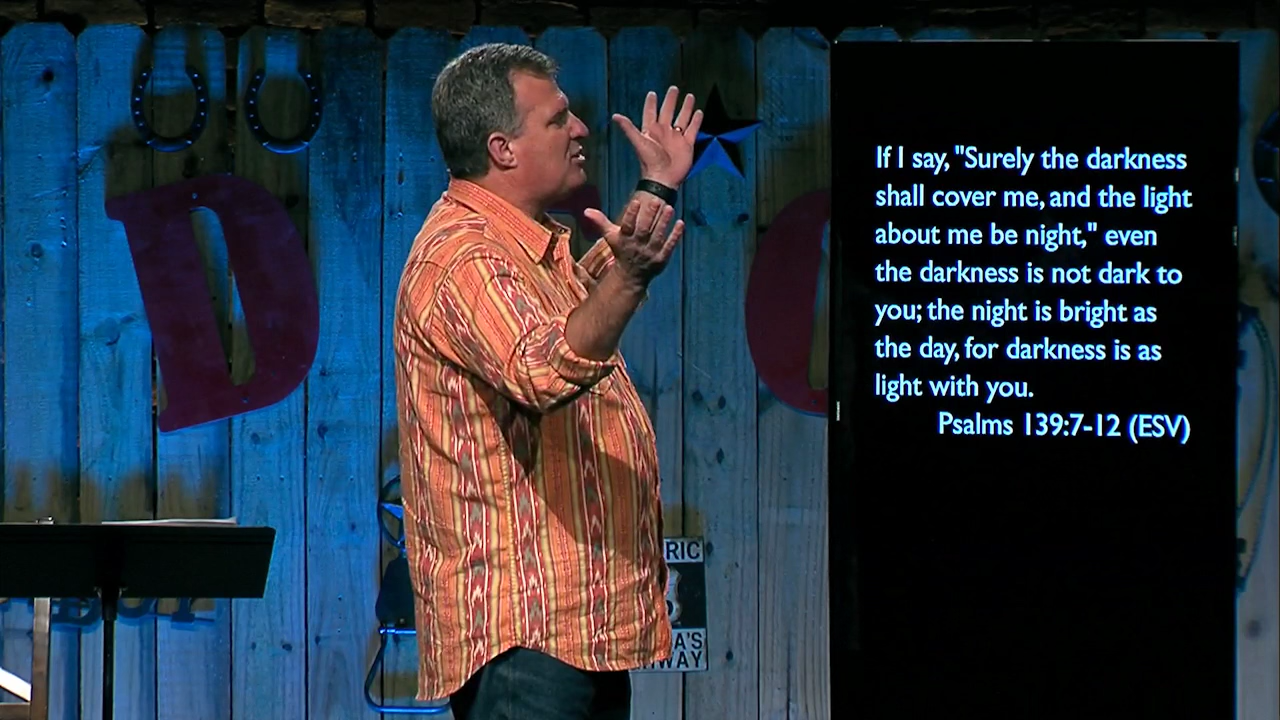 If I say, "Surely the darkness
shall cover me, and the light
about me be night," even
the darkness is not dark to
you; the night is bright as
the day, for darkness is as
light with you.
Psalms 139:7-12 (ESV)
D
RIC
A'S
WAY